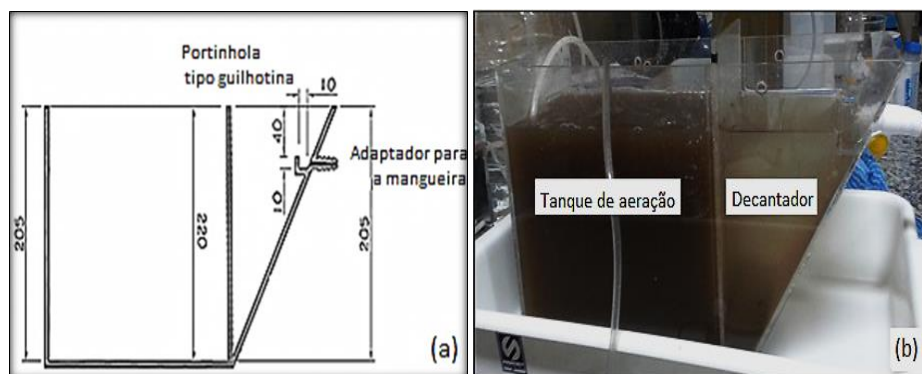 Portinhola
tipo guilhotina
10
40
Adaptador para
a mangueira
10
205
220
205
(a)
Tanque de aeração
Decantador
(b)